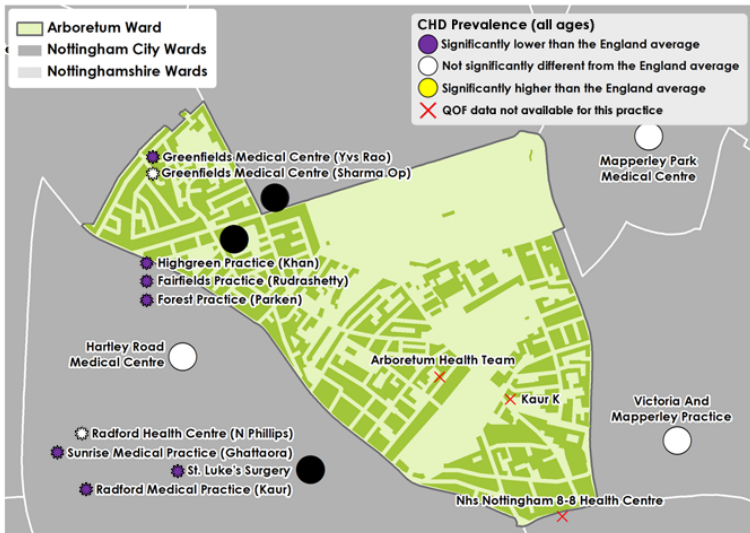 Arboretum Ward
Nottingham City Wards
Nottinghamshire Wards
CHD Prevalence (all ages)
Significantly lower than the England average
Not significantly different from the England average
Significantly higher than the England average
QOF data not available for this practice
Greenfields Medical Centre (Yvs Rao)
Greenfields Medical Centre (Sharma.Op)
Mapperley Park
Medical Centre
Highgreen Practice (Khan)
Fairfields Practice (Rudrashetty)
Forest Practice (Parken)
Hartley Road
Medical Centre
Arboretum Health Team
Kaur K
Victoria And
Mapperley Practice
Radford Health Centre (N Phillips)
Sunrise Medical Practice (Ghattaora)
St. Luke's Surgery
Radford Medical Practice (Kaur)
Nhs Nottingham 8-8 Health Centre